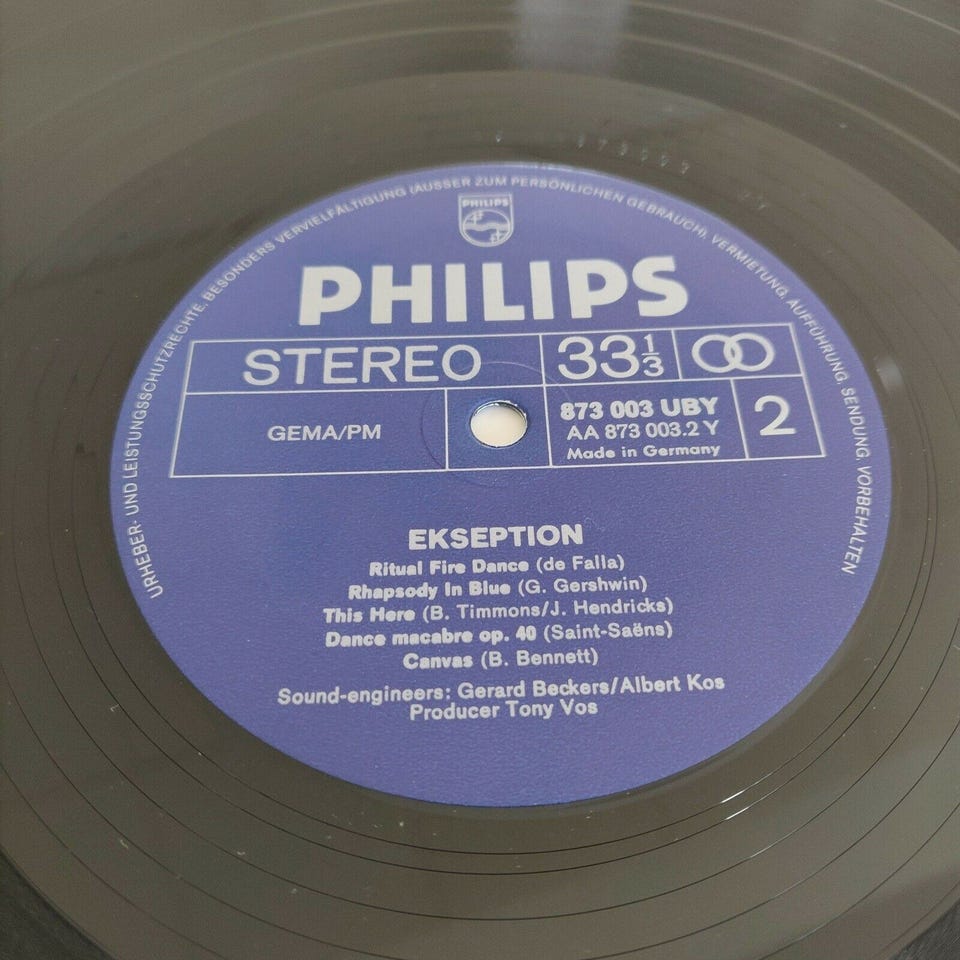 URHEBER- UND LEISTUNGSSCHUTZRECHTE, BESONDERS VERVIELFÄLTIGUNG (AUSSER ZUM PERSÖNLICHEN GEBRAUCH), VERMIETUNG, AUFFÜHRUNG, SENDUNG VORBEHALTEN
PHILIPS
PHILIPS
STEREO
33 1/3
GEMA/PM
873 003 UBY
AA 873 003.2 Y
Made in Germany
2
EKSEPTION
Ritual Fire Dance (de Falla)
Rhapsody In Blue (G. Gershwin)
This Here (B. Timmons/J. Hendricks)
Dance macabre op. 40 (Saint-Saëns)
Canvas (B. Bennett)
Sound-engineers: Gerard Beckers/Albert Kos
Producer Tony Vos